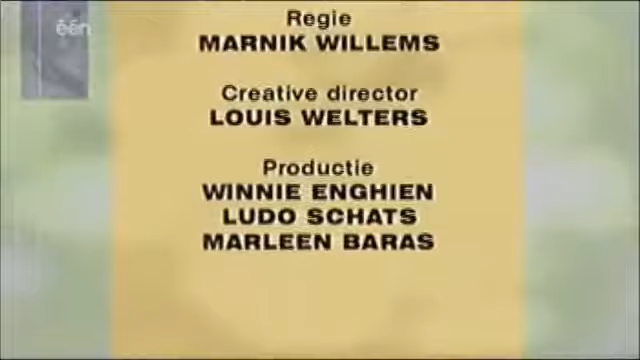 één
Regie
MARNIK WILLEMS
Creative director
LOUIS WELTERS
Productie
WINNIE ENGHIEN
LUDO SCHATS
MARLEEN BARAS